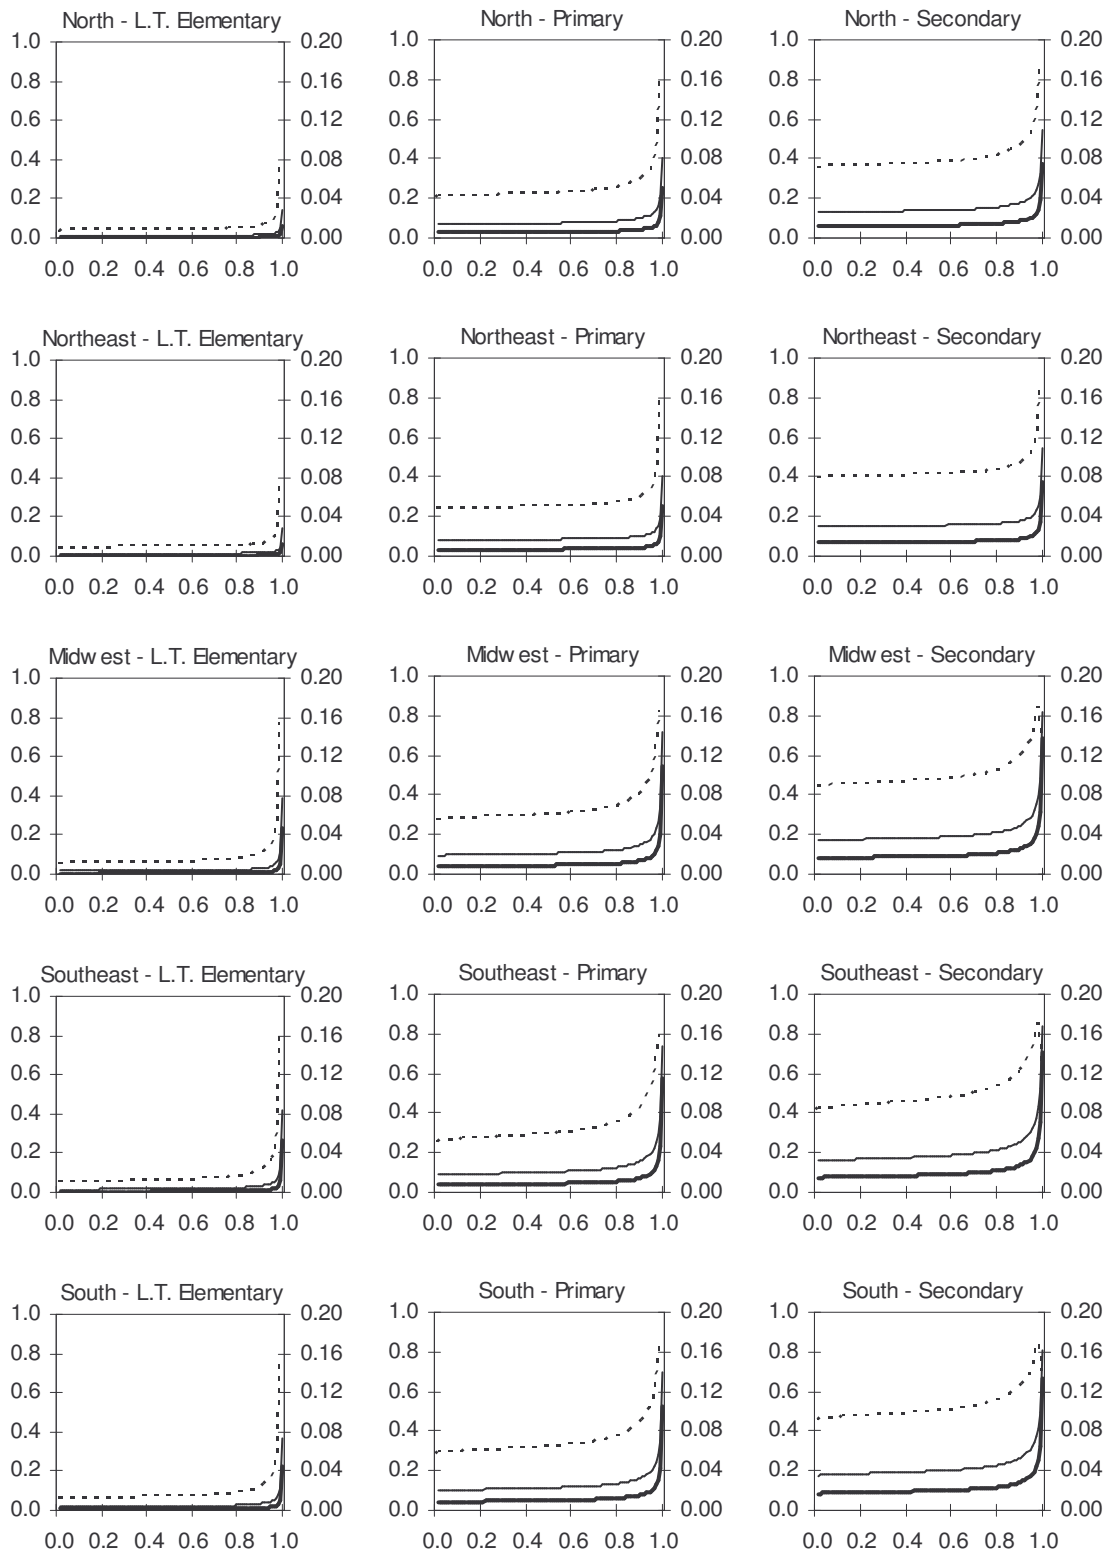 North - L.T. Elementary North - Primary North - Secondary
1.0 0.20 1.0 0.20 1.0 0.20
0.8 0.16 0.8 0.16 0.8 0.16
0.6 0.12 0.6 0.12 0.6 0.12
0.4 0.08 0.4 0.08 0.4 0.08
0.2 0.04 0.2 0.04 0.2 0.04
0.0 0.00 0.0 0.00 0.0 0.00
0.0 0.2 0.4 0.6 0.8 1.0 0.0 0.2 0.4 0.6 0.8 1.0 0.0 0.2 0.4 0.6 0.8 1.0
Northeast - L.T. Elementary Northeast - Primary Northeast - Secondary
1.0 0.20 1.0 0.20 1.0 0.20
0.8 0.16 0.8 0.16 0.8 0.16
0.6 0.12 0.6 0.12 0.6 0.12
0.4 0.08 0.4 0.08 0.4 0.08
0.2 0.04 0.2 0.04 0.2 0.04
0.0 0.00 0.0 0.00 0.0 0.00
0.0 0.2 0.4 0.6 0.8 1.0 0.0 0.2 0.4 0.6 0.8 1.0 0.0 0.2 0.4 0.6 0.8 1.0
Midwest - L.T. Elementary Midwest - Primary Midwest - Secondary
1.0 0.20 1.0 0.20 1.0 0.20
0.8 0.16 0.8 0.16 0.8 0.16
0.6 0.12 0.6 0.12 0.6 0.12
0.4 0.08 0.4 0.08 0.4 0.08
0.2 0.04 0.2 0.04 0.2 0.04
0.0 0.00 0.0 0.00 0.0 0.00
0.0 0.2 0.4 0.6 0.8 1.0 0.0 0.2 0.4 0.6 0.8 1.0 0.0 0.2 0.4 0.6 0.8 1.0
Southeast - L.T. Elementary Southeast - Primary Southeast - Secondary
1.0 0.20 1.0 0.20 1.0 0.20
0.8 0.16 0.8 0.16 0.8 0.16
0.6 0.12 0.6 0.12 0.6 0.12
0.4 0.08 0.4 0.08 0.4 0.08
0.2 0.04 0.2 0.04 0.2 0.04
0.0 0.00 0.0 0.00 0.0 0.00
0.0 0.2 0.4 0.6 0.8 1.0 0.0 0.2 0.4 0.6 0.8 1.0 0.0 0.2 0.4 0.6 0.8 1.0
South - L.T. Elementary South - Primary South - Secondary
1.0 0.20 1.0 0.20 1.0 0.20
0.8 0.16 0.8 0.16 0.8 0.16
0.6 0.12 0.6 0.12 0.6 0.12
0.4 0.08 0.4 0.08 0.4 0.08
0.2 0.04 0.2 0.04 0.2 0.04
0.0 0.00 0.0 0.00 0.0 0.00
0.0 0.2 0.4 0.6 0.8 1.0 0.0 0.2 0.4 0.6 0.8 1.0 0.0 0.2 0.4 0.6 0.8 1.0